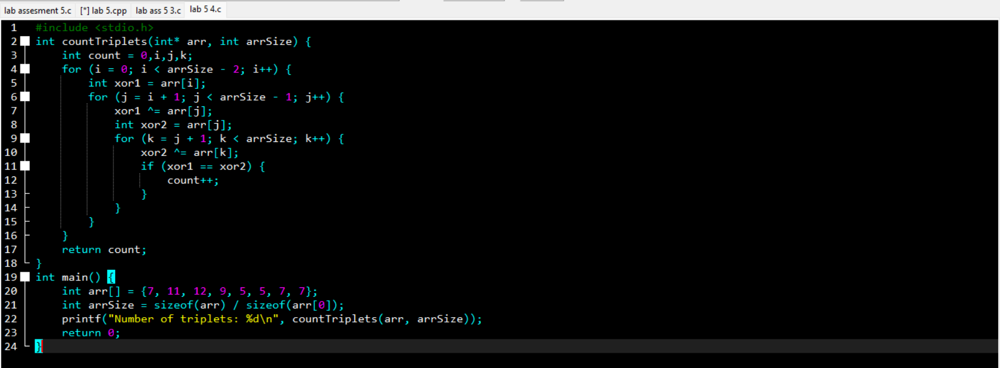 lab assesment 5.c [*] lab 5.cpp lab ass 5 3.c lab 5 4.c
1 #include <stdio.h>
2 int countTriplets(int* arr, int arrSize) {
3     int count = 0,i,j,k;
4     for (i = 0; i < arrSize - 2; i++) {
5         int xor1 = arr[i];
6         for (j = i + 1; j < arrSize - 1; j++) {
7             xor1 ^= arr[j];
8             int xor2 = arr[j];
9             for (k = j + 1; k < arrSize; k++) {
10                 xor2 ^= arr[k];
11                 if (xor1 == xor2) {
12                     count++;
13                 }
14             }
15         }
16     }
17     return count;
18 }
19 int main() {
20     int arr[] = {7, 11, 12, 9, 5, 5, 7, 7};
21     int arrSize = sizeof(arr) / sizeof(arr[0]);
22     printf("Number of triplets: %d\n", countTriplets(arr, arrSize));
23     return 0;
24 }